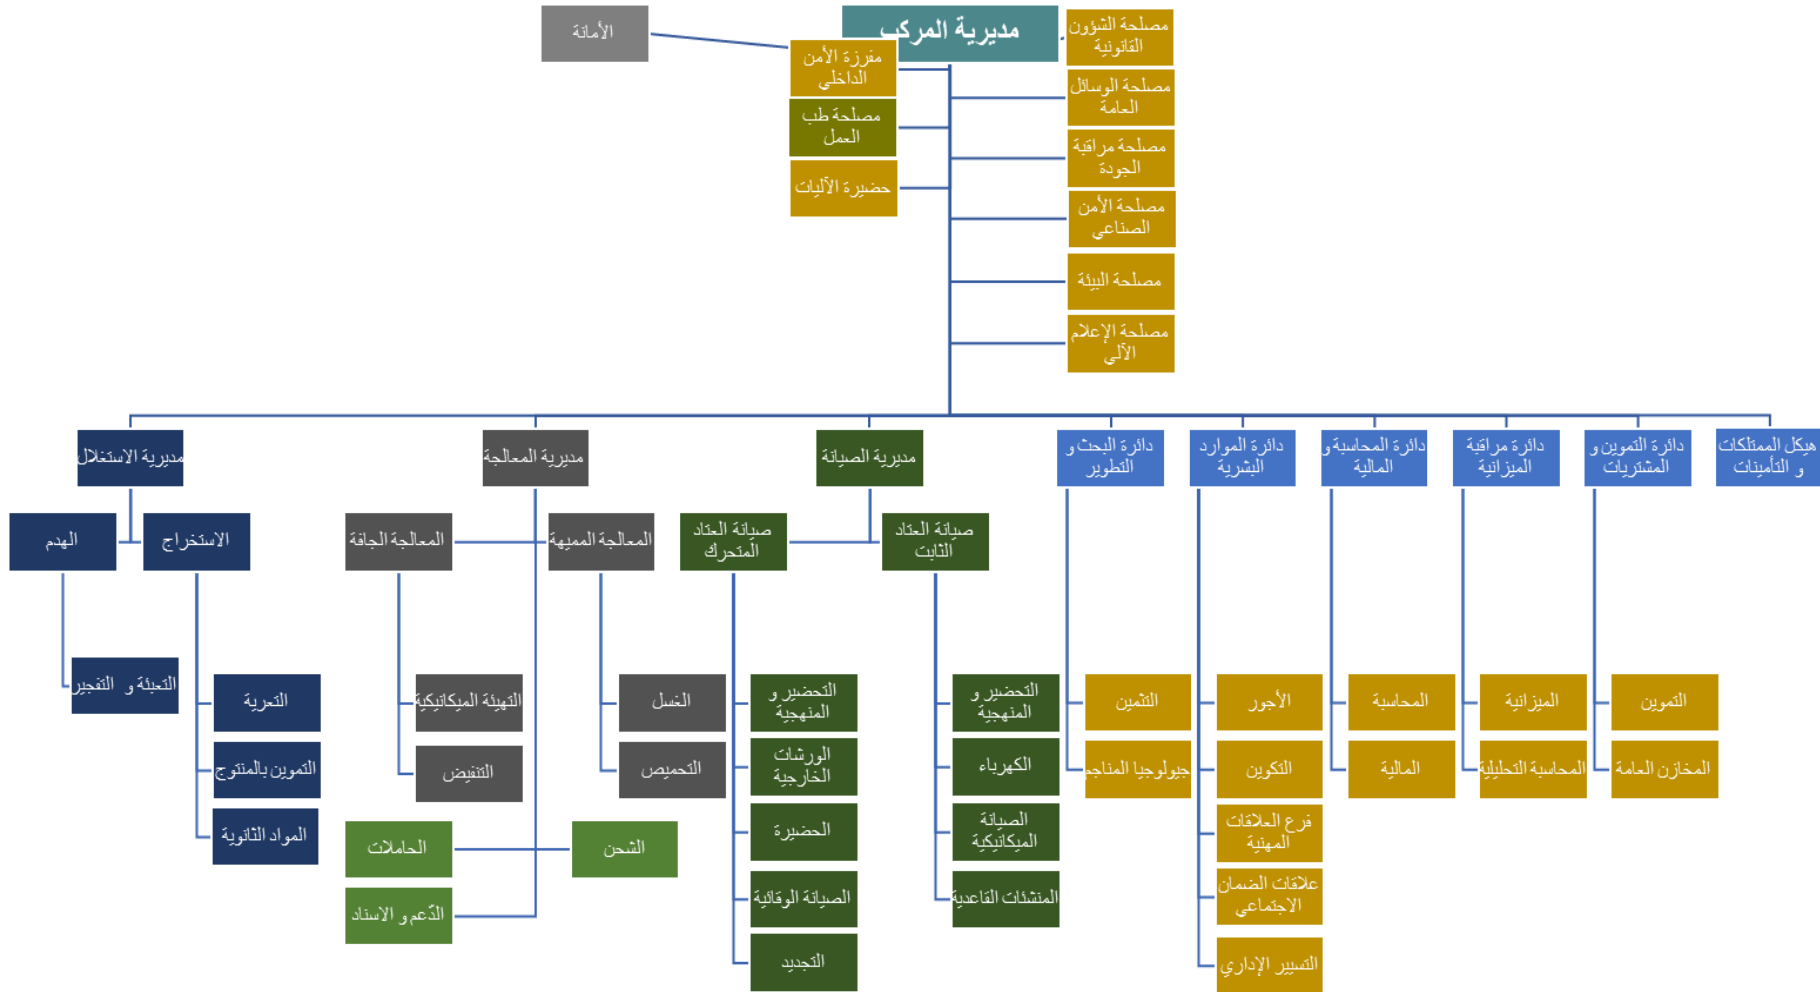 مديرية المركب
الأمانة
مصلحة الشؤون
القانونية
مفرزة الأمن
الداخلي
مصلحة الوسائل
العامة
مصلحة طب
العمل
مصلحة مراقبة
الجودة
حضيرة الآليات
مصلحة الأمن
الصناعي
مصلحة البيئة
مصلحة الإعلام
الآلي
هيكل الممتلكات
و التأمينات
دائرة التموين و
المشتريات
دائرة مراقبة
الميزانية
دائرة المحاسبة و
المالية
دائرة الموارد
البشرية
دائرة البحث و
التطوير
مديرية الصيانة
مديرية المعالجة
مديرية الاستغلال
صيانة العتاد
الثابت
صيانة العتاد
المتحرك
المعالجة المميهة
المعالجة الجافة
الاستخراج
الهدم
التموين
المخازن العامة
الميزانية
المحاسبة التحليلية
المحاسبة
المالية
الأجور
التكوين
فرع العلاقات
المهنية
علاقات الضمان
الاجتماعي
التسيير الإداري
التثمين
جيولوجيا المناجم
التحضير و
المنهجية
الكهرباء
الصيانة
الميكانيكية
المنشئات القاعدية
التحضير و
المنهجية
الورشات
الخارجية
الحضيرة
الصيانة الوقائية
التجديد
الغسل
التحميص
التهيئة الميكانيكية
التنفيض
الشحن
الحاملات
الدّعم و الاسناد
التعرية
التموين بالمنتوج
المواد الثانوية
التعبئة و التفجير